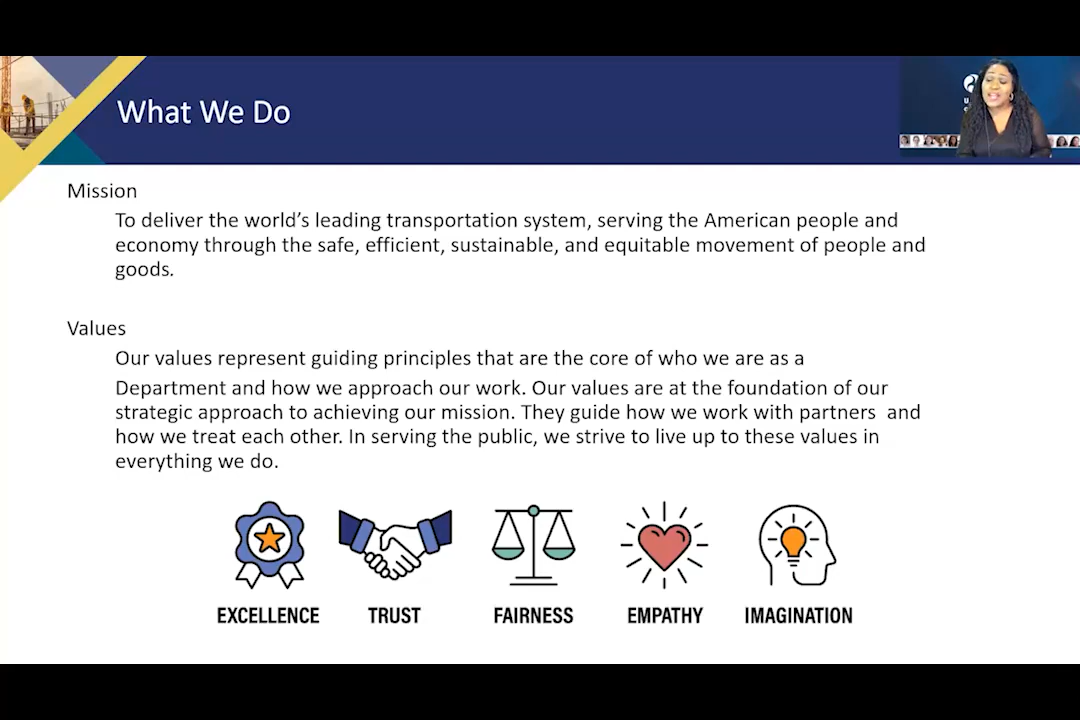 What We Do
Mission
To deliver the world's leading transportation system, serving the American people and
economy through the safe, efficient, sustainable, and equitable movement of people and
goods.
Values
Our values represent guiding principles that are the core of who we are as a
Department and how we approach our work. Our values are at the foundation of our
strategic approach to achieving our mission. They guide how we work with partners and
how we treat each other. In serving the public, we strive to live up to these values in
everything we do.
EXCELLENCE TRUST FAIRNESS EMPATHY IMAGINATION